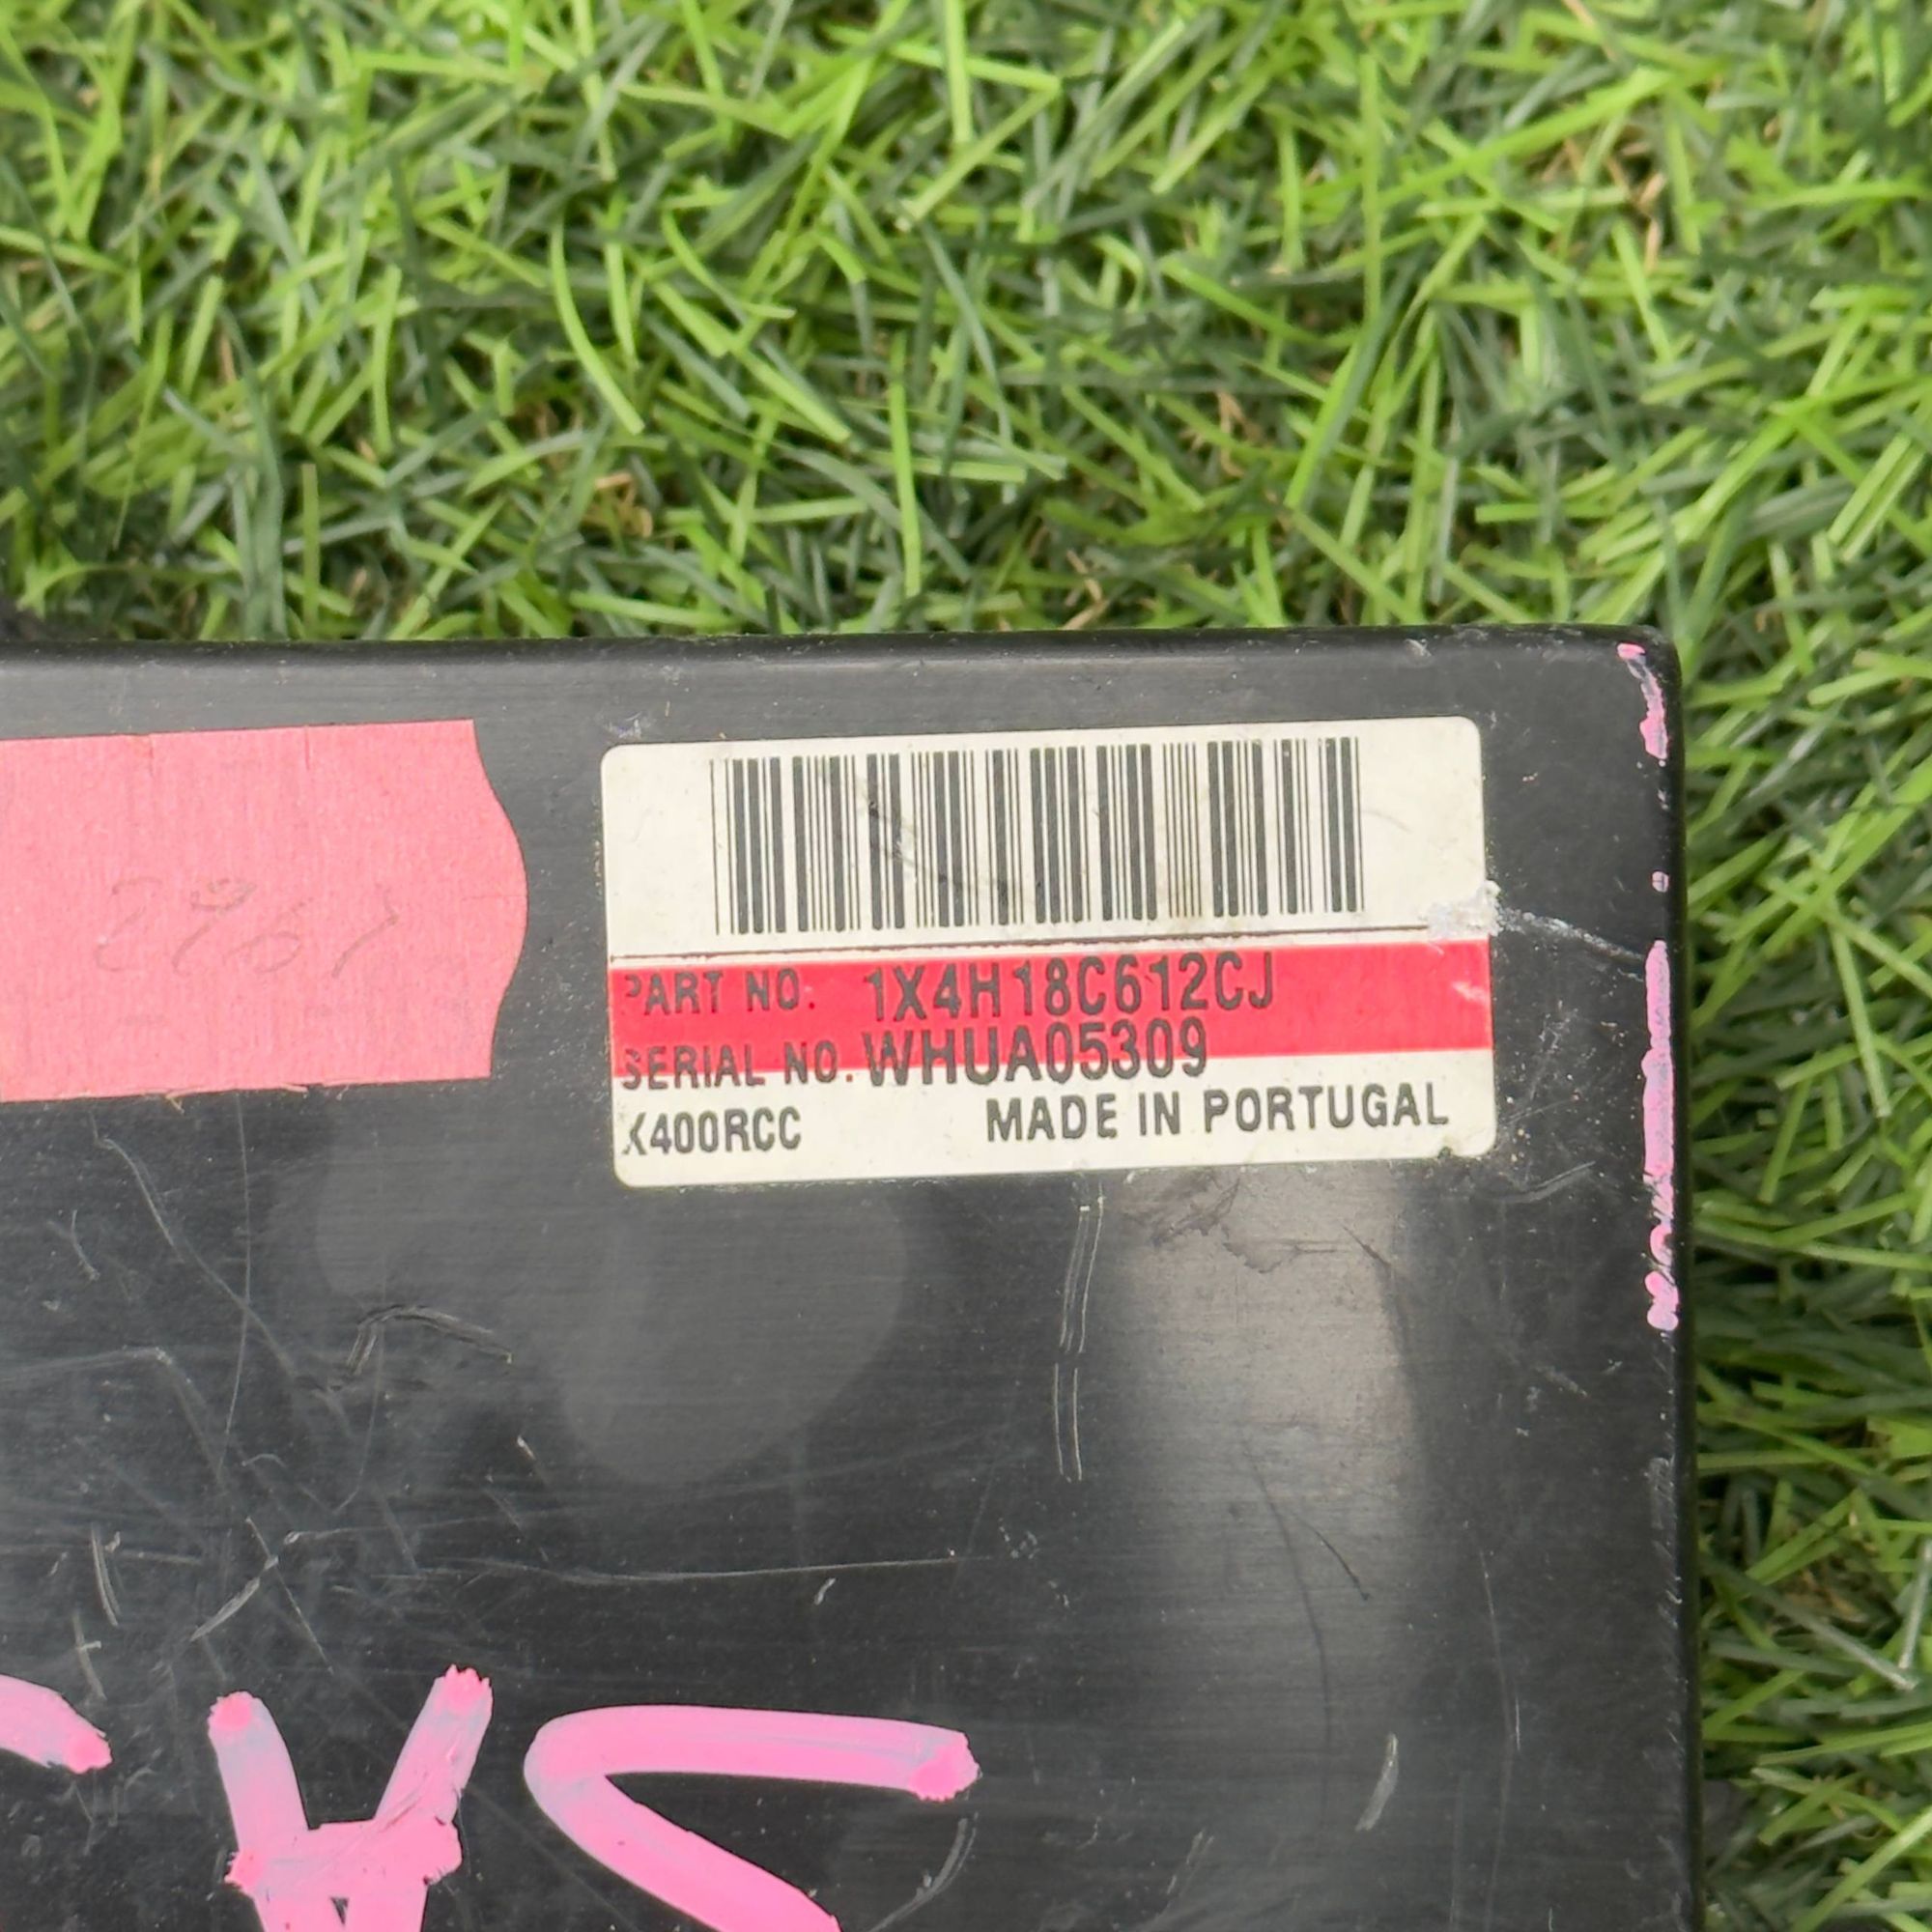 PART NO. 1X4H18C612CJ
SERIAL NO. WHUA05309
X400RCC MADE IN PORTUGAL